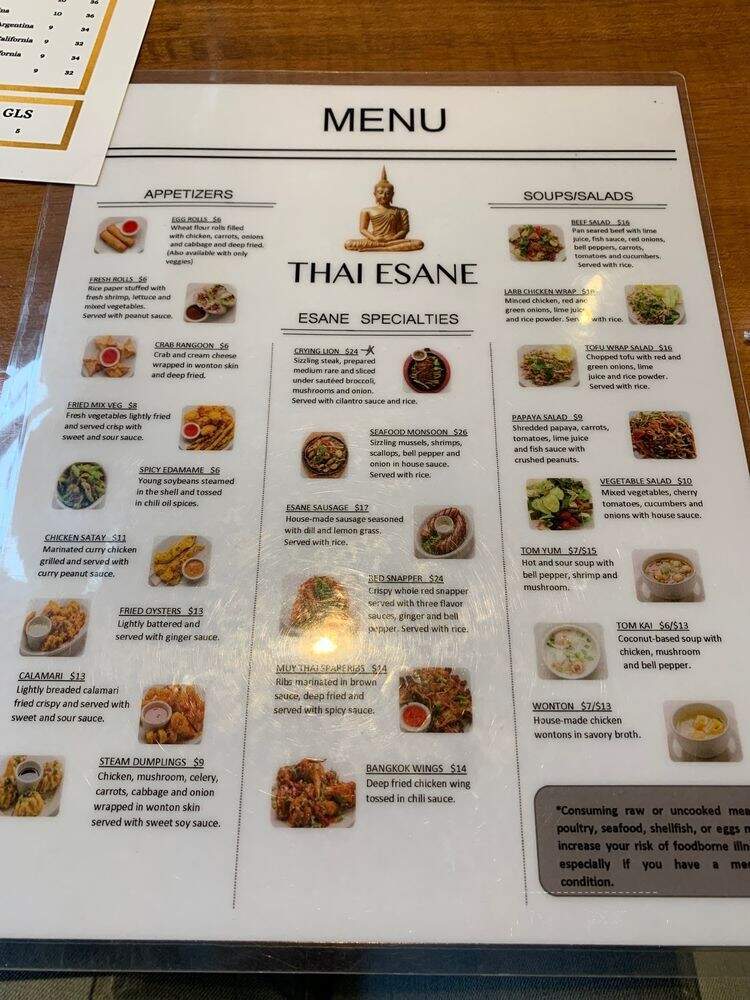 20 36
na
10 36
Argentina 9 34
California 9 32
fornia 9 34
9 32
GLS
5
MENU
APPETIZERS
EGG ROLLS $6
Wheat flour rolls filled
with chicken, carrots, onions
and cabbage and deep fried.
(Also available with only
veggies)
FRESH ROLLS $6
Rice paper stuffed with
fresh shrimp, lettuce and
mixed vegetables.
Served with peanut sauce.
CRAB RANGOON $6
Crab and cream cheese
wrapped in wonton skin
and deep fried.
FRIED MIX VEG $8
Fresh vegetables lightly fried
and served crisp with
sweet and sour sauce.
SPICY EDAMAME $6
Young soybeans steamed
in the shell and tossed
in chili oil spices.
CHICKEN SATAY $11
Marinated curry chicken
grilled and served with
curry peanut sauce.
FRIED OYSTERS $13
Lightly battered and
served with ginger sauce.
CALAMARI $13
Lightly breaded calamari
fried crispy and served with
sweet and sour sauce.
STEAM DUMPLINGS $9
Chicken, mushroom, celery,
carrots, cabbage and onion
wrapped in wonton skin
served with sweet soy sauce.
THAI ESANE
ESANE SPECIALTIES
CRYING LION $24
Sizzling steak, prepared
medium rare and sliced
under sautéed broccoli,
mushrooms and onion.
Served with cilantro sauce and rice.
SEAFOOD MONSOON $26
Sizzling mussels, shrimps,
scallops, bell pepper and
onion in house sauce.
Served with rice.
ESANE SAUSAGE $17
House-made sausage seasoned
with dill and lemon grass.
Served with rice.
RED SNAPPER $24
Crispy whole red snapper
served with three flavor
sauces, ginger and bell
pepper. Served with rice.
MUY THAI SPARERIBS $14
Ribs marinated in brown
sauce, deep fried and
served with spicy sauce.
BANGKOK WINGS $14
Deep fried chicken wing
tossed in chili sauce.
SOUPS/SALADS
BEEF SALAD $16
Pan seared beef with lime
juice, fish sauce, red onions,
bell peppers, carrots,
tomatoes and cucumbers.
Served with rice.
LARB CHICKEN WRAP
Minced chicken, red and
green onions, lime juice
and rice powder. Served with rice.
TOFU WRAP SALAD $16
Chopped tofu with red and
green onions, lime
juice and rice powder.
Served with rice.
PAPAYA SALAD $9
Shredded papaya, carrots,
tomatoes, lime juice
and fish sauce with
crushed peanuts.
VEGETABLE SALAD $10
Mixed vegetables, cherry
tomatoes, cucumbers and
onions with house sauce.
TOM YUM $7/$15
Hot and sour soup with
bell pepper, shrimp and
mushroom.
TOM KAI $6/$13
Coconut-based soup with
chicken, mushroom
and bell pepper.
WONTON $7/$13
House-made chicken
wontons in savory broth.
*Consuming raw or uncooked mea
poultry, seafood, shellfish, or eggs m
increase your risk of foodborne illn
especially if you have a med
condition.